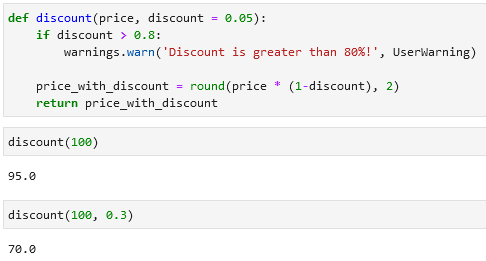 def discount(price, discount = 0.05):
    if discount > 0.8:
        warnings.warn('Discount is greater than 80%!', UserWarning)
    price_with_discount = round(price * (1-discount), 2)
    return price_with_discount
discount(100)
95.0
discount(100, 0.3)
70.0